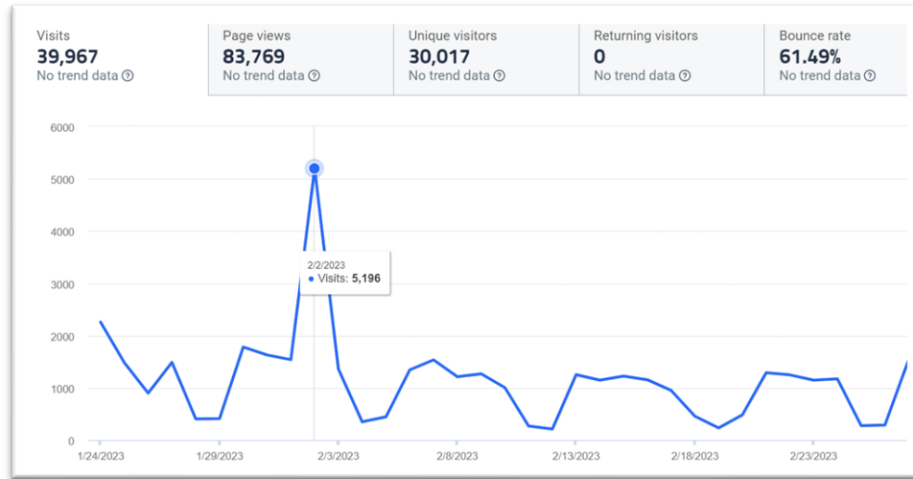 Visits
39,967
No trend data ?
Page views
83,769
No trend data ?
Unique visitors
30,017
No trend data ?
Returning visitors
0
No trend data ?
Bounce rate
61.49%
No trend data ?
6000
5000
4000
3000
2000
1000
0
2/2/2023
Visits: 5,196
1/24/2023
1/29/2023
2/3/2023
2/8/2023
2/13/2023
2/18/2023
2/23/2023